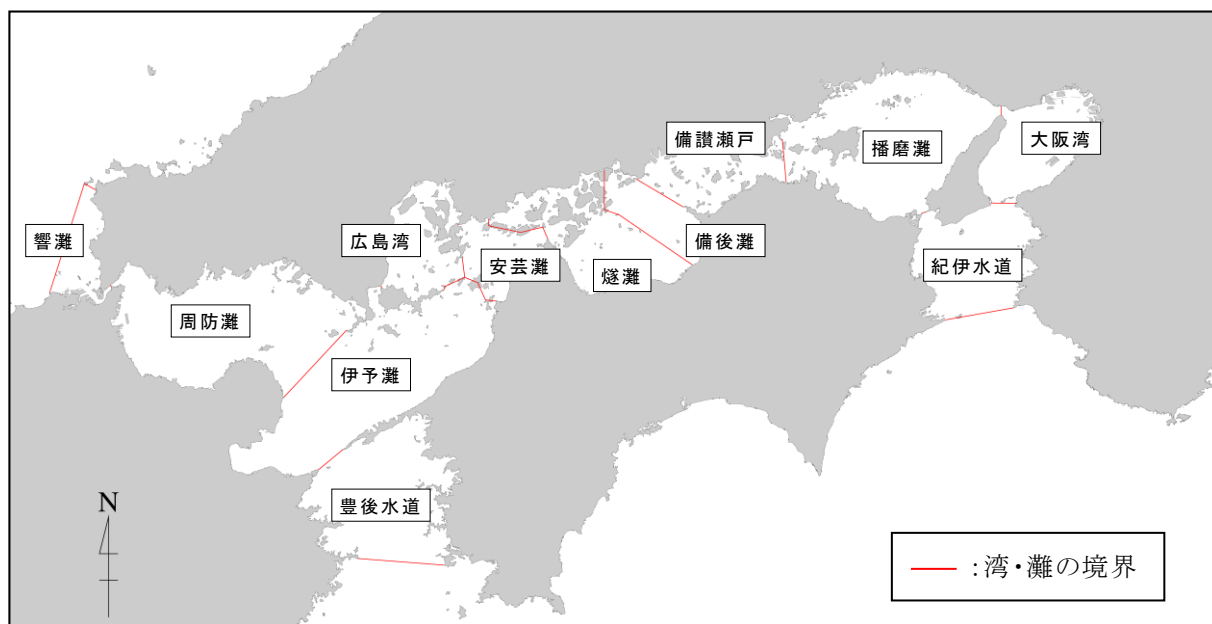 備讃瀬戸
大阪湾
播磨灘
響灘
広島湾
安芸灘
備後灘
燧灘
紀伊水道
周防灘
伊予灘
豊後水道
N
:湾・灘の境界